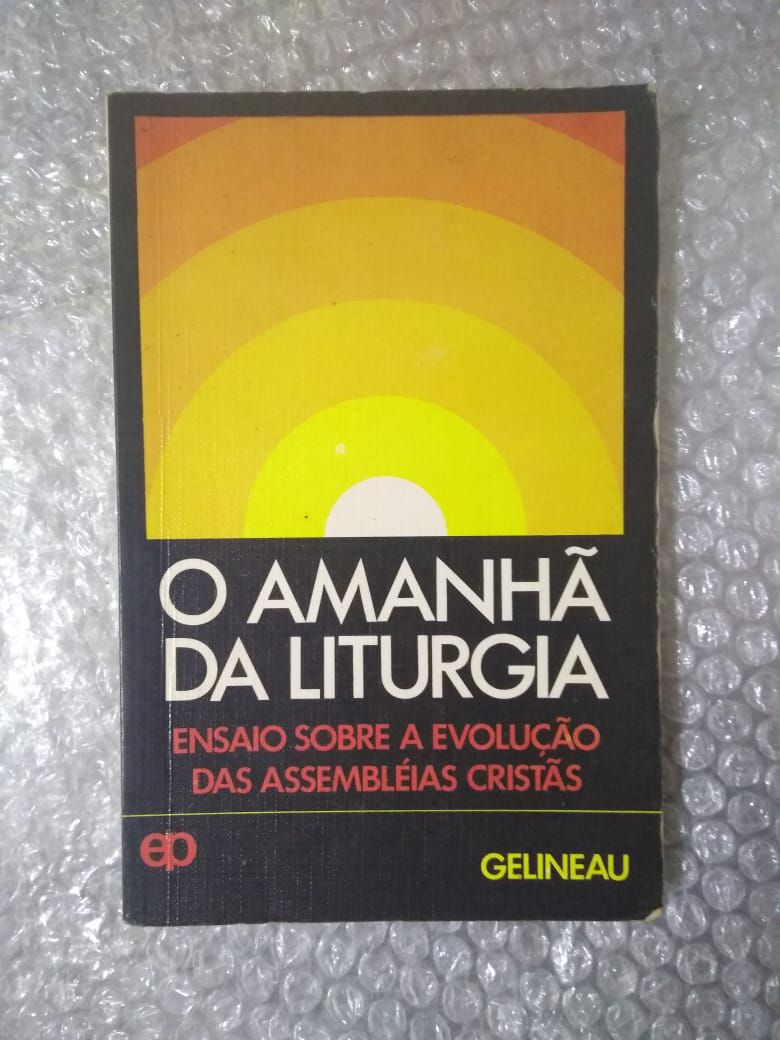 O AMANHÃ
DA LITURGIA
ENSAIO SOBRE A EVOLUÇÃO
DAS ASSEMBLÉIAS CRISTÃS
ep
GELINEAU